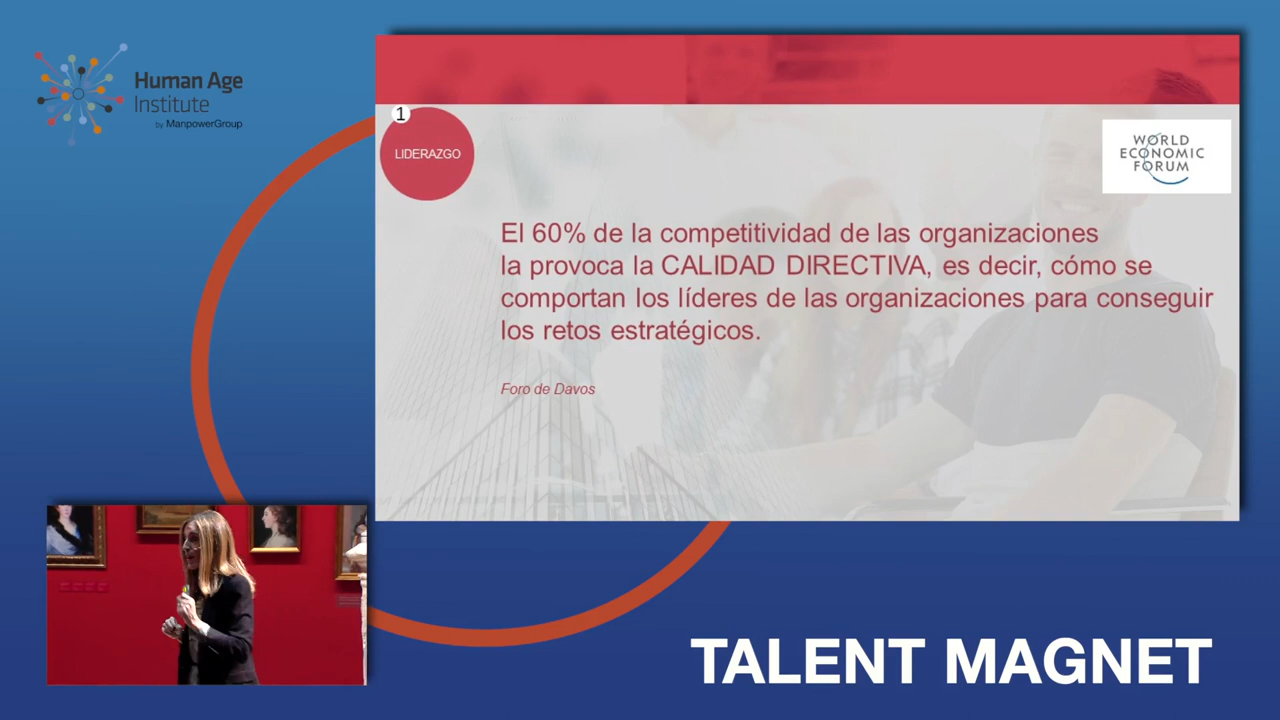 Human Age
Institute
by ManpowerGroup
1
LIDERAZGO
WORLD
ECONOMIC
FORUM
El 60% de la competitividad de las organizaciones
la provoca la CALIDAD DIRECTIVA, es decir, cómo se
comportan los líderes de las organizaciones para conseguir
los retos estratégicos.
Foro de Davos
TALENT MAGNET